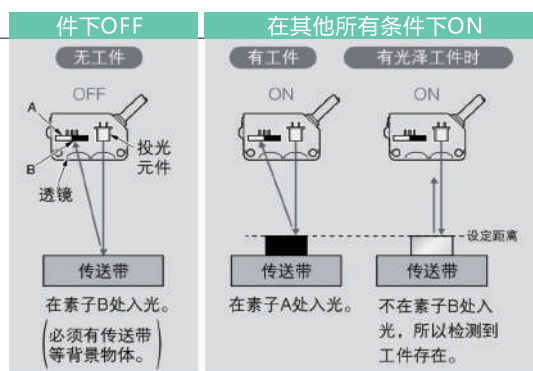 件下OFF
在其他所有条件下ON
无工件
有工件
有光泽工件时
OFF
ON
ON
A
B
投光
元件
透镜
设定距离
传送带
传送带
传送带
在素子B处入光。
(必须有传送带
等背景物体。)
在素子A处入光。
不在素子B处入
光，所以检测到
工件存在。